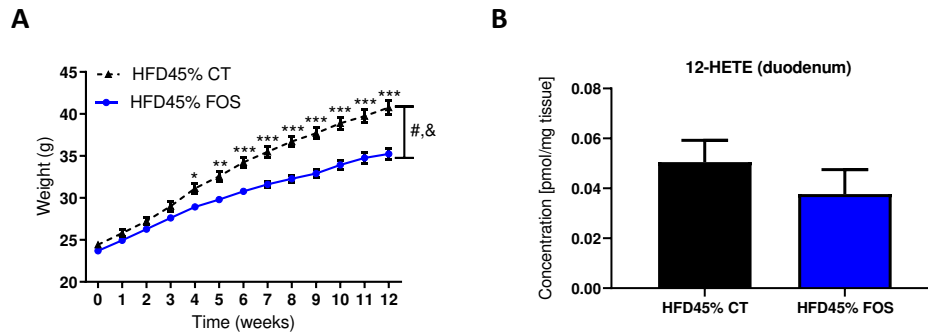 A
HFD45% CT
HFD45% FOS
Weight (g)
45
40
35
30
25
20
* ** *** *** *** *** *** *** ***
#,&
0 1 2 3 4 5 6 7 8 9 10 11 12
Time (weeks)
B
12-HETE (duodenum)
Concentration [pmol/mg tissue]
0.08
0.06
0.04
0.02
0.00
HFD45% CT HFD45% FOS